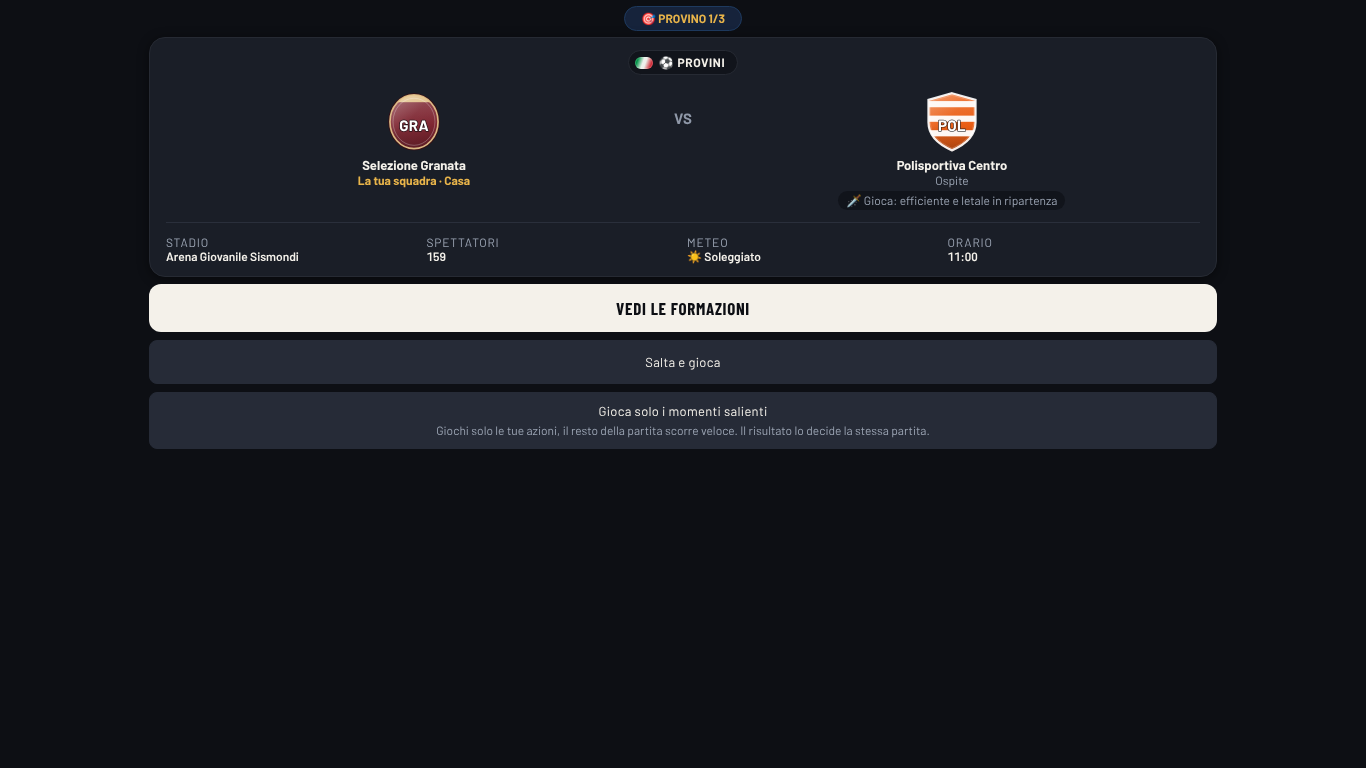 🎯 PROVINO 1/3
⚽ PROVINI
GRA
VS
POL
Selezione Granata
La tua squadra · Casa
Polisportiva Centro
Ospite
🗡️ Gioca: efficiente e letale in ripartenza
STADIO
Arena Giovanile Sismondi
SPETTATORI
159
METEO
☀️ Soleggiato
ORARIO
11:00
VEDI LE FORMAZIONI
Salta e gioca
Gioca solo i momenti salienti
Giochi solo le tue azioni, il resto della partita scorre veloce. Il risultato lo decide la stessa partita.